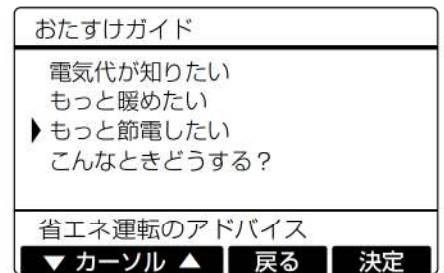 おたすけガイド
電気代が知りたい
もっと暖めたい
▶もっと節電したい
こんなときどうする？
省エネ運転のアドバイス
▼ カーソル ▲ 戻る 決定